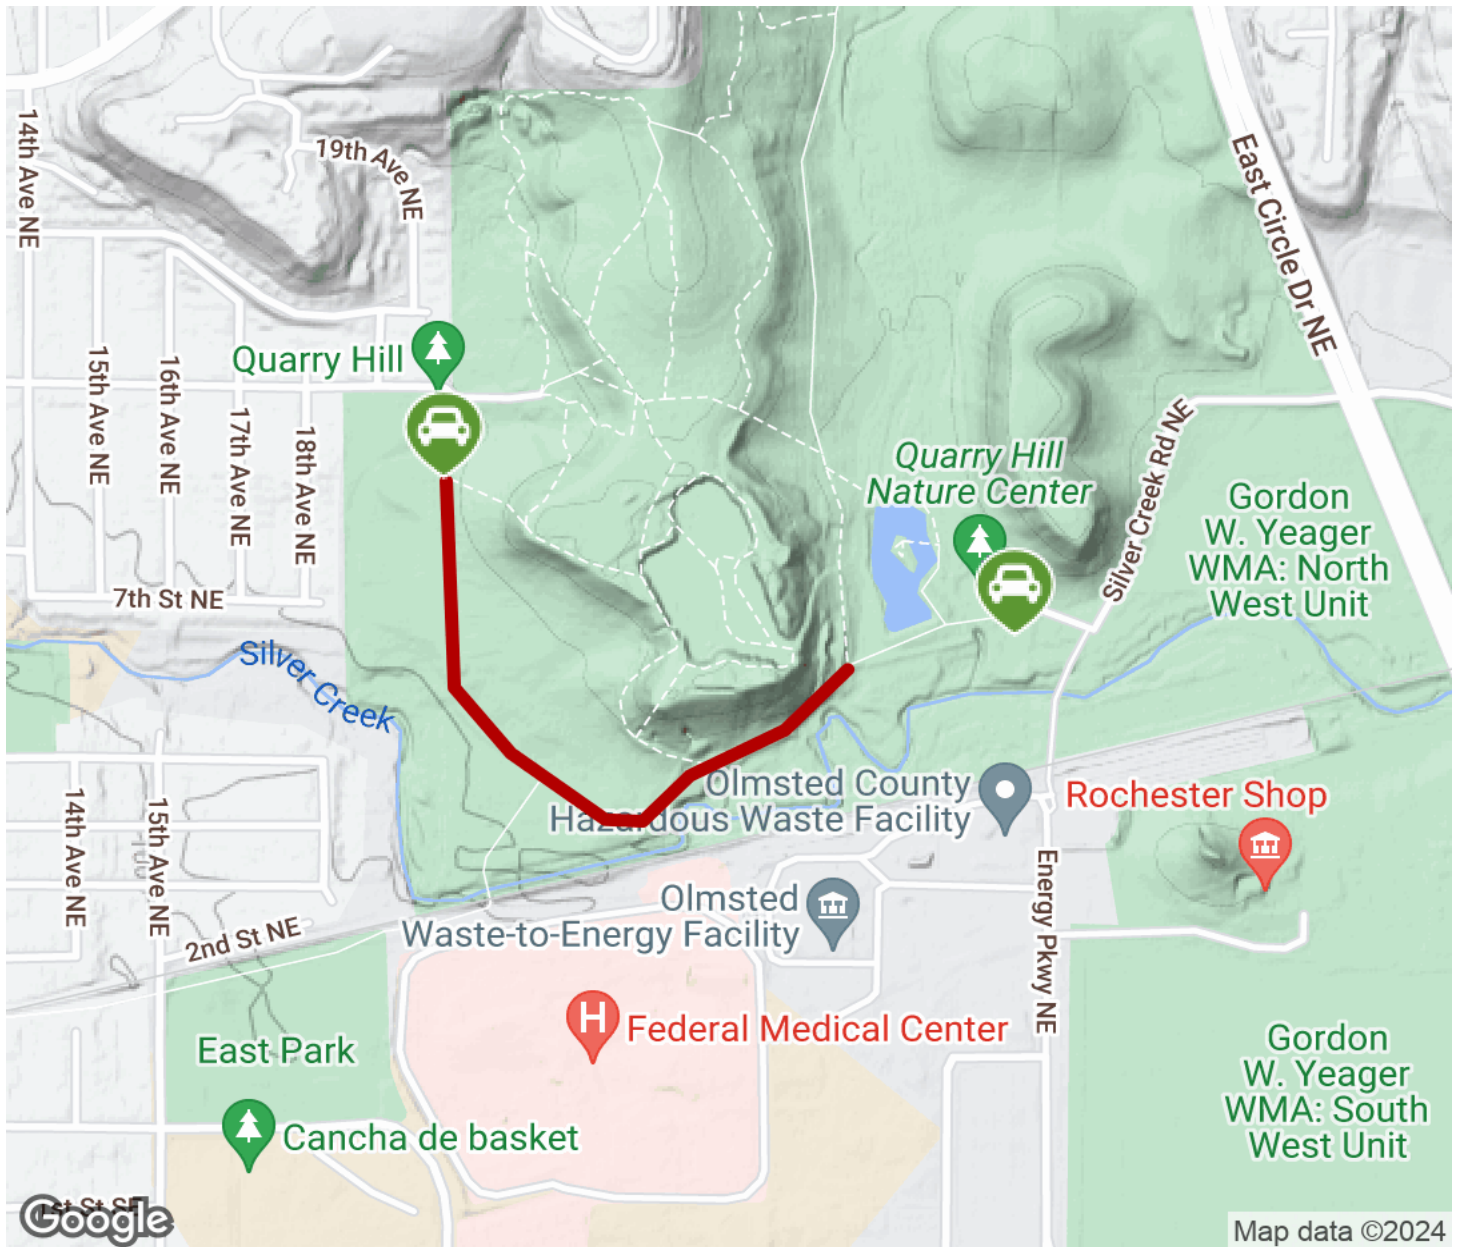 14th Ave NE
19th Ave NE
East Circle Dr NE
Quarry Hill
15th Ave NE
16th Ave NE
17th Ave NE
18th Ave NE
Quarry Hill
Nature Center
Silver Creek Rd NE
Gordon
W. Yeager
WMA: North
West Unit
7th St NE
Silver Creek
Olmsted County
Hazardous Waste Facility
Rochester Shop
14th Ave NE
15th Ave NE
Energy Pkwy NE
Olmsted
Waste-to-Energy Facility
2nd St NE
H
Federal Medical Center
East Park
Gordon
W. Yeager
WMA: South
West Unit
Cancha de basket
1st St SE
Google
Map data ©2024